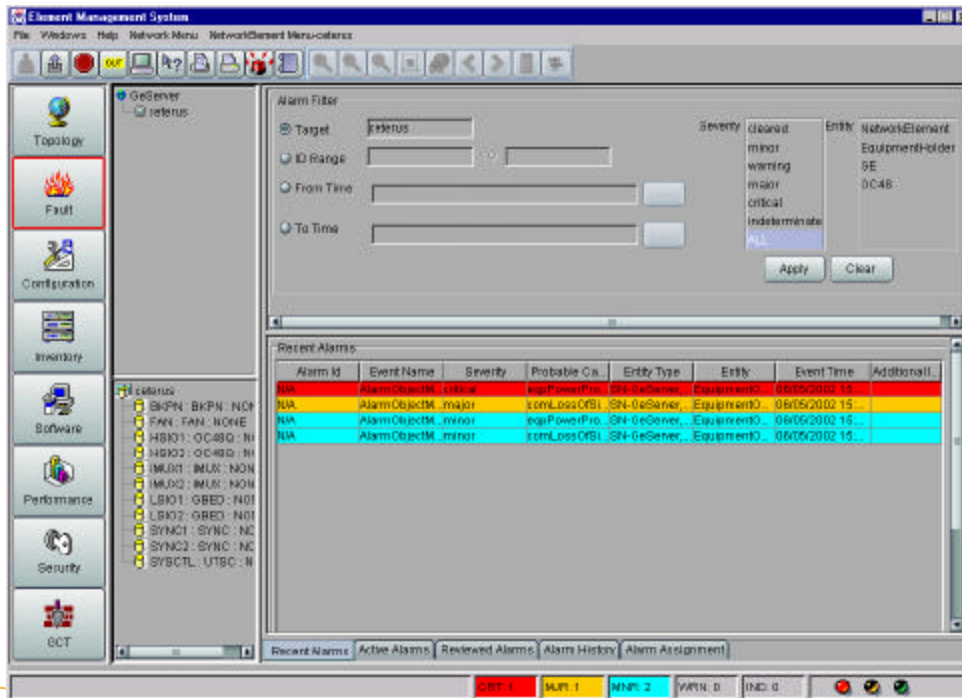 Element Management System
File Windows Help Network Menu NetworkElement Menu-ceterus
OUT
Topology
Fault
Configuration
Inventory
Software
Performance
Security
GCT
GeServer
ceterus
Alarm Filter
Target ceterus
ID Range
From Time
To Time
Severity
cleared
minor
warning
major
critical
indeterminate
ALL
Entity
NetworkElement
EquipmentHolder
GE
OC48
Apply Clear
ceterus
BKPN : BKPN : NON
FAN : FAN : NONE
HSIO1 : OC48G : N
HSIO2 : OC48G : N
IMUX1 : IMUX : NON
IMUX2 : IMUX : NON
LSIO1 : GBED : NO
LSIO2 : GBED : NO
SYNC1 : SYNC : NC
SYNC2 : SYNC : NC
SYSCTL : UTSC : N
Recent Alarms
Alarm Id Event Name Severity Probable Ca... Entity Type Entity Event Time AdditionalI...
N/A AlarmObjectM... critical eqpPowerPro... SN-GeServer,... EquipmentO... 06/05/2002 15:...
N/A AlarmObjectM... major comLossOfSi... SN-GeServer,... EquipmentO... 06/05/2002 15:...
N/A AlarmObjectM... minor eqpPowerPro... SN-GeServer,... EquipmentO... 06/05/2002 15:...
N/A AlarmObjectM... minor comLossOfSi... SN-GeServer,... EquipmentO... 06/05/2002 15:...
Recent Alarms Active Alarms Reviewed Alarms Alarm History Alarm Assignment
CRT: 1 MJR: 1 MNR: 2 WRN: 0 IND: 0